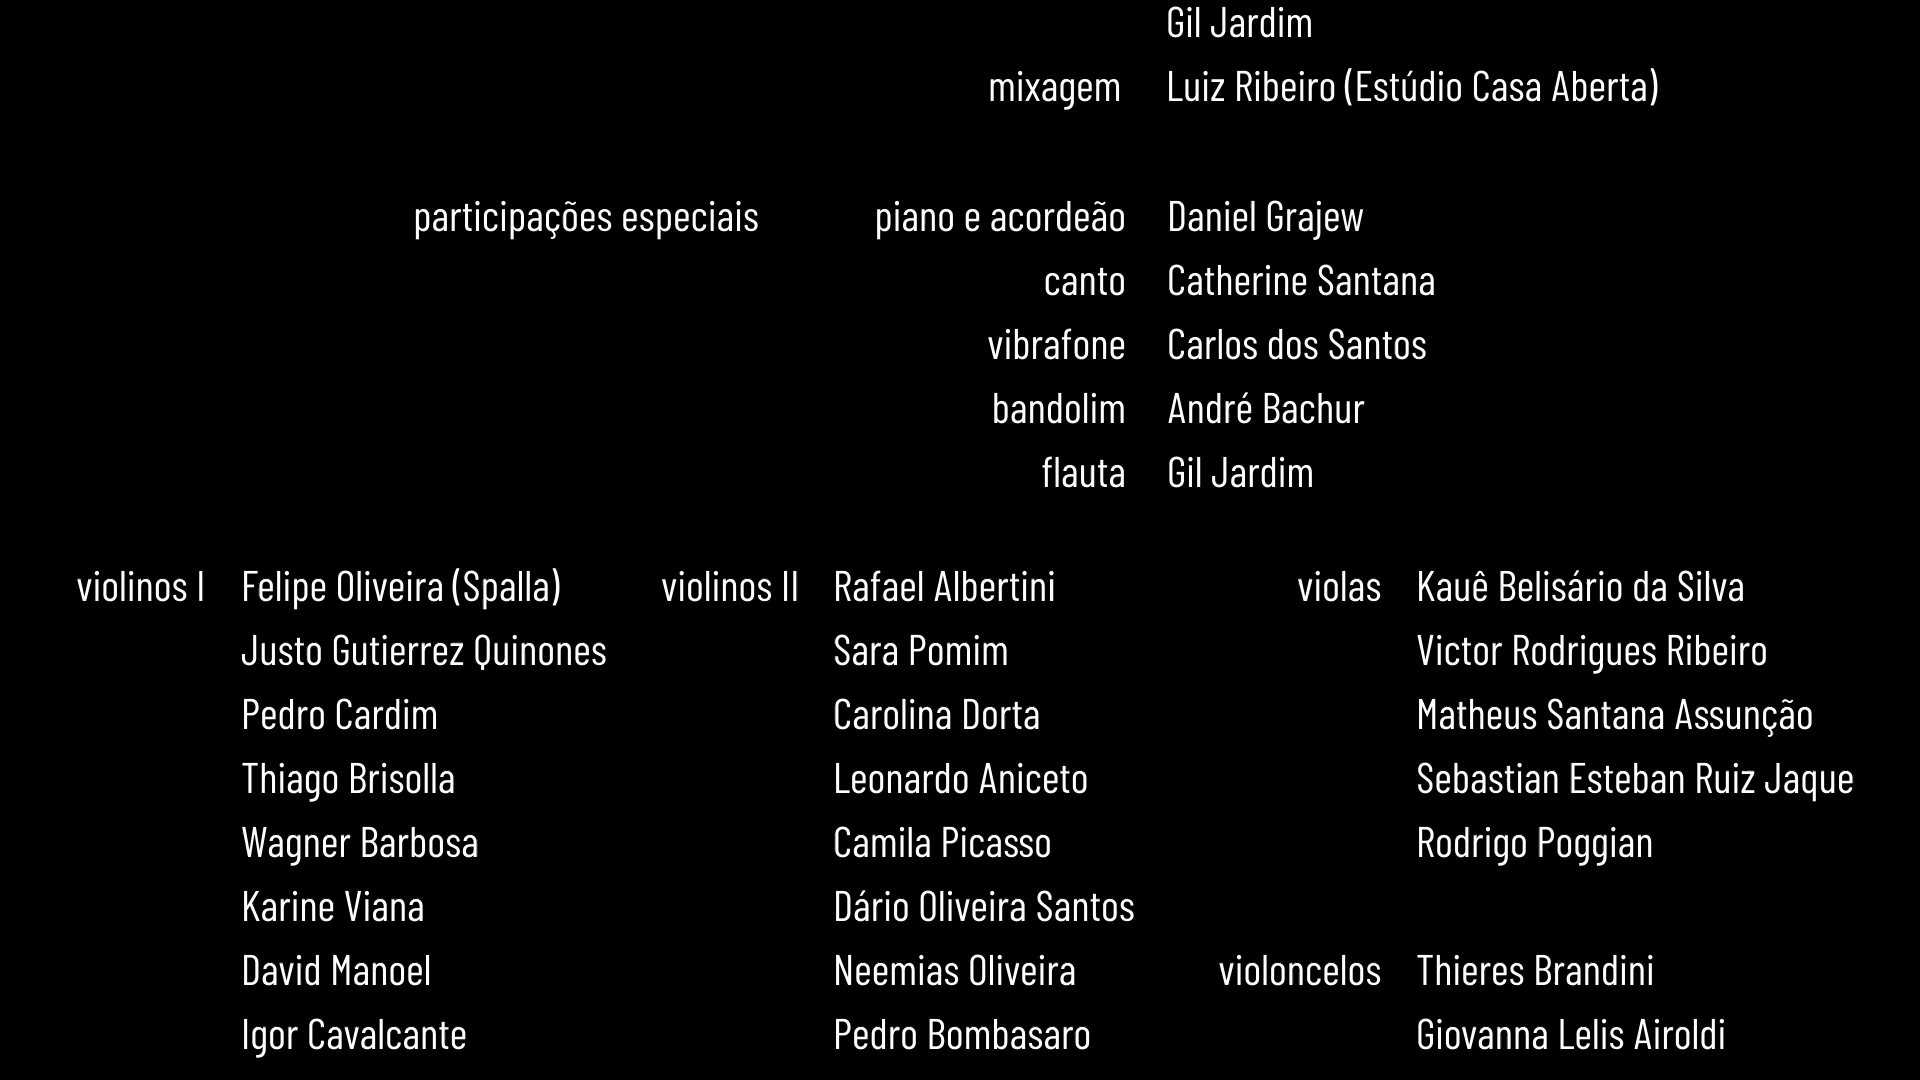 Gil Jardim
mixagem Luiz Ribeiro (Estúdio Casa Aberta)
participações especiais piano e acordeão Daniel Grajew
canto Catherine Santana
vibrafone Carlos dos Santos
bandolim André Bachur
flauta Gil Jardim
violinos I Felipe Oliveira (Spalla)
Justo Gutierrez Quinones
Pedro Cardim
Thiago Brisolla
Wagner Barbosa
Karine Viana
David Manoel
Igor Cavalcante
violinos II Rafael Albertini
Sara Pomim
Carolina Dorta
Leonardo Aniceto
Camila Picasso
Dário Oliveira Santos
Neemias Oliveira
Pedro Bombasaro
violas Kauê Belisário da Silva
Victor Rodrigues Ribeiro
Matheus Santana Assunção
Sebastian Esteban Ruiz Jaque
Rodrigo Poggian
violoncelos Thieres Brandini
Giovanna Lelis Airoldi